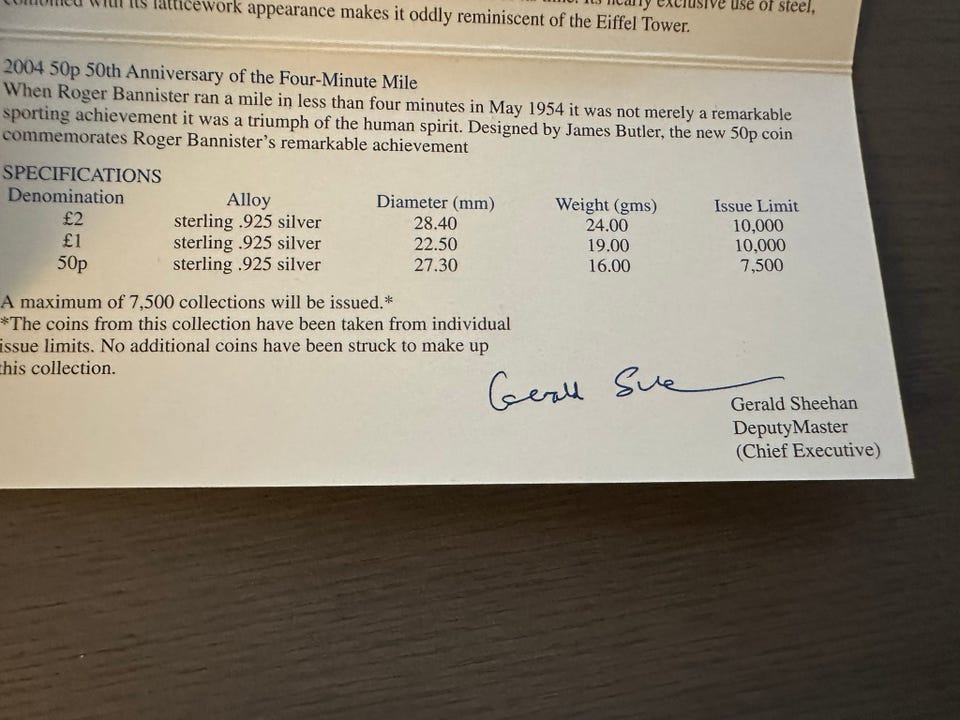 its latticework appearance makes it oddly reminiscent of the Eiffel Tower. exclusive use of steel,
2004 50p 50th Anniversary of the Four-Minute Mile
When Roger Bannister ran a mile in less than four minutes in May 1954 it was not merely a remarkable
sporting achievement it was a triumph of the human spirit. Designed by James Butler, the new 50p coin
commemorates Roger Bannister's remarkable achievement
SPECIFICATIONS
Denomination Alloy Diameter (mm) Weight (gms) Issue Limit
£2 sterling .925 silver 28.40 24.00 10,000
£1 sterling .925 silver 22.50 19.00 10,000
50p sterling .925 silver 27.30 16.00 7,500
A maximum of 7,500 collections will be issued.*
*The coins from this collection have been taken from individual
issue limits. No additional coins have been struck to make up
this collection.
Gerald Sheehan
DeputyMaster
(Chief Executive)